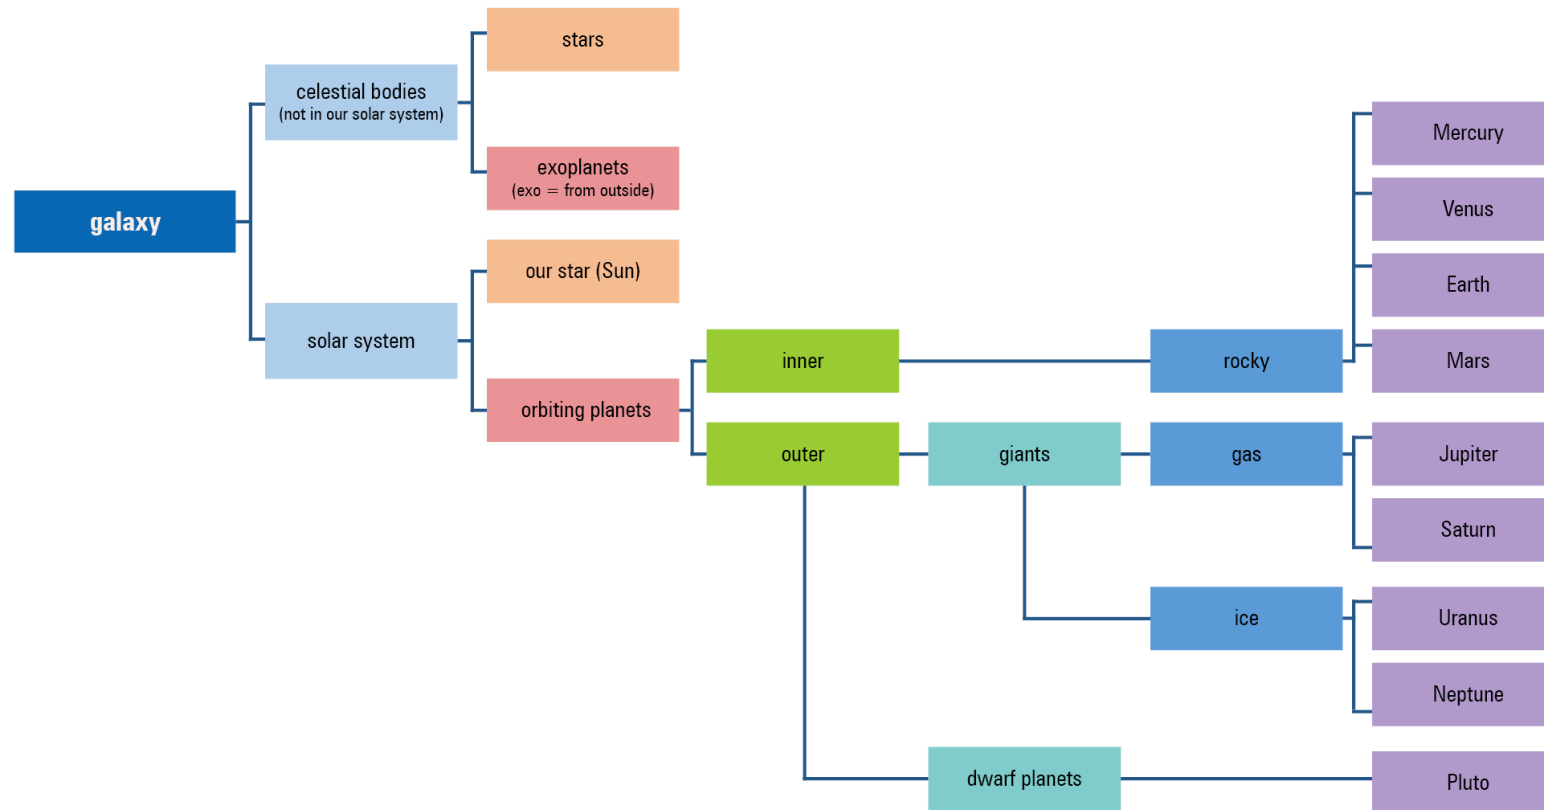 galaxy
celestial bodies
(not in our solar system)
stars
exoplanets
(exo = from outside)
solar system
our star (Sun)
orbiting planets
inner
rocky
Mercury
Venus
Earth
Mars
outer
giants
gas
Jupiter
Saturn
ice
Uranus
Neptune
dwarf planets
Pluto